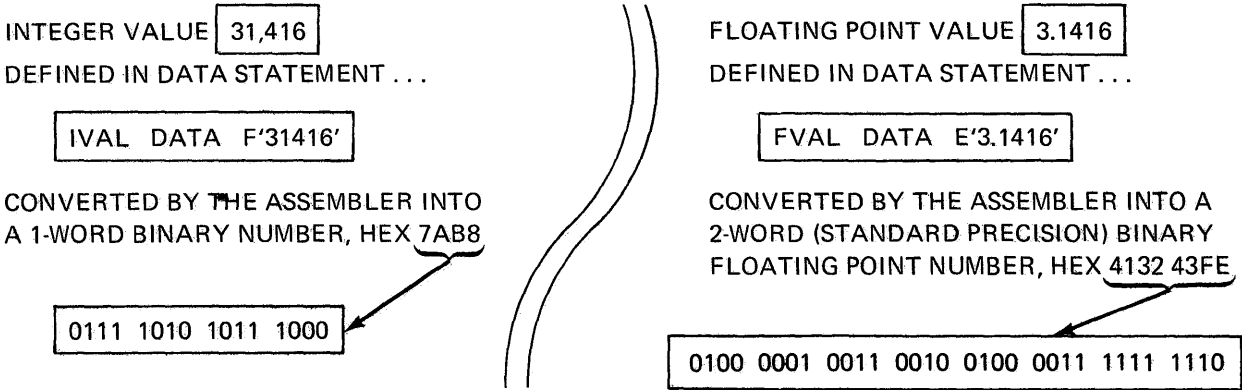 INTEGER VALUE 31,416
DEFINED IN DATA STATEMENT ...
IVAL DATA F'31416'
CONVERTED BY THE ASSEMBLER INTO
A 1-WORD BINARY NUMBER, HEX 7AB8
0111 1010 1011 1000
FLOATING POINT VALUE 3.1416
DEFINED IN DATA STATEMENT ...
FVAL DATA E'3.1416'
CONVERTED BY THE ASSEMBLER INTO A
2-WORD (STANDARD PRECISION) BINARY
FLOATING POINT NUMBER, HEX 4132 43FE
0100 0001 0011 0010 0100 0011 1111 1110